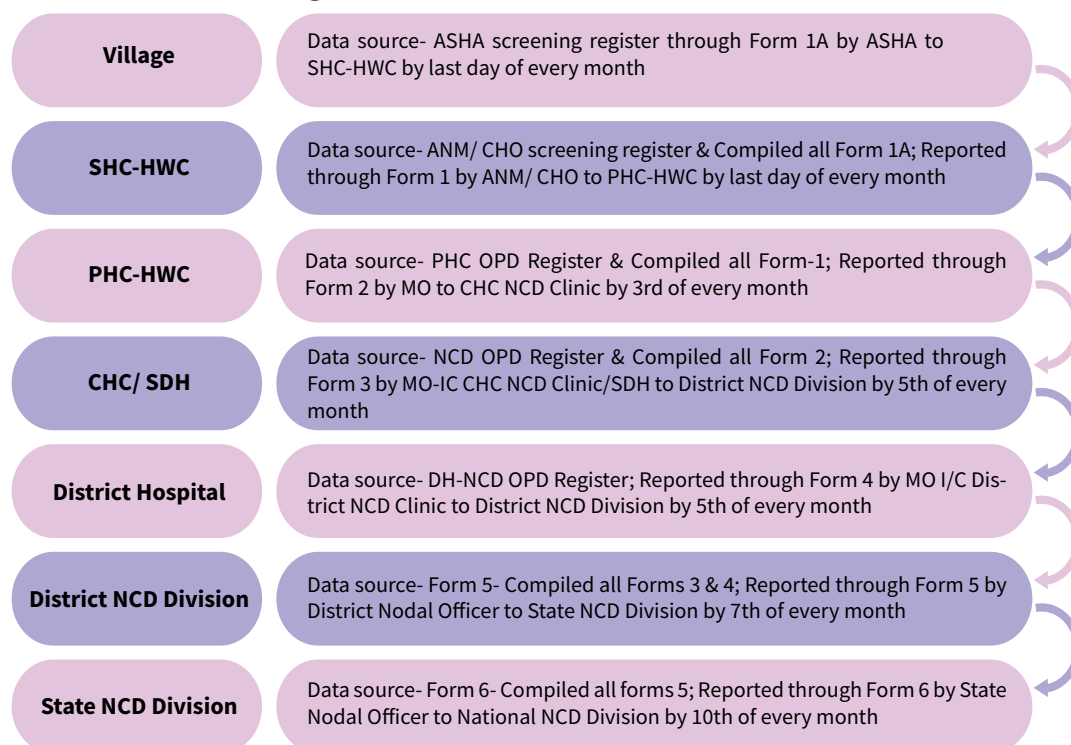 Village
Data source- ASHA screening register through Form 1A by ASHA to
SHC-HWC by last day of every month
SHC-HWC
Data source- ANM/ CHO screening register & Compiled all Form 1A; Reported
through Form 1 by ANM/ CHO to PHC-HWC by last day of every month
PHC-HWC
Data source- PHC OPD Register & Compiled all Form-1; Reported through
Form 2 by MO to CHC NCD Clinic by 3rd of every month
CHC/ SDH
Data source- NCD OPD Register & Compiled all Form 2; Reported through
Form 3 by MO-IC CHC NCD Clinic/SDH to District NCD Division by 5th of every
month
District Hospital
Data source- DH-NCD OPD Register; Reported through Form 4 by MO I/C Dis-
trict NCD Clinic to District NCD Division by 5th of every month
District NCD Division
Data source- Form 5- Compiled all Forms 3 & 4; Reported through Form 5 by
District Nodal Officer to State NCD Division by 7th of every month
State NCD Division
Data source- Form 6- Compiled all forms 5; Reported through Form 6 by State
Nodal Officer to National NCD Division by 10th of every month